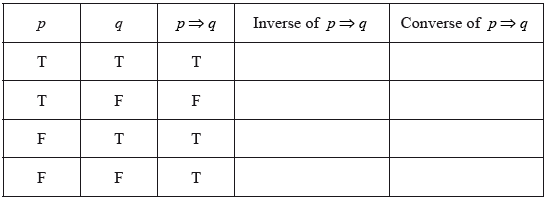 p q p ⇒ q Inverse of p ⇒ q Converse of p ⇒ q
T T T
T F F
F T T
F F T